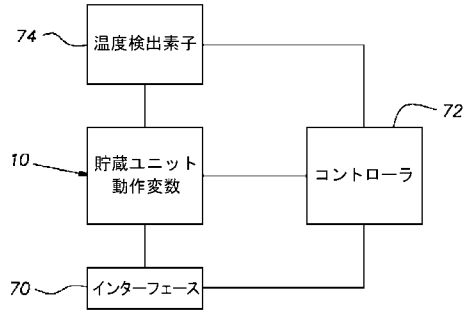 74
温度検出素子
72
10
貯蔵ユニット
動作変数
コントローラ
70
インターフェース